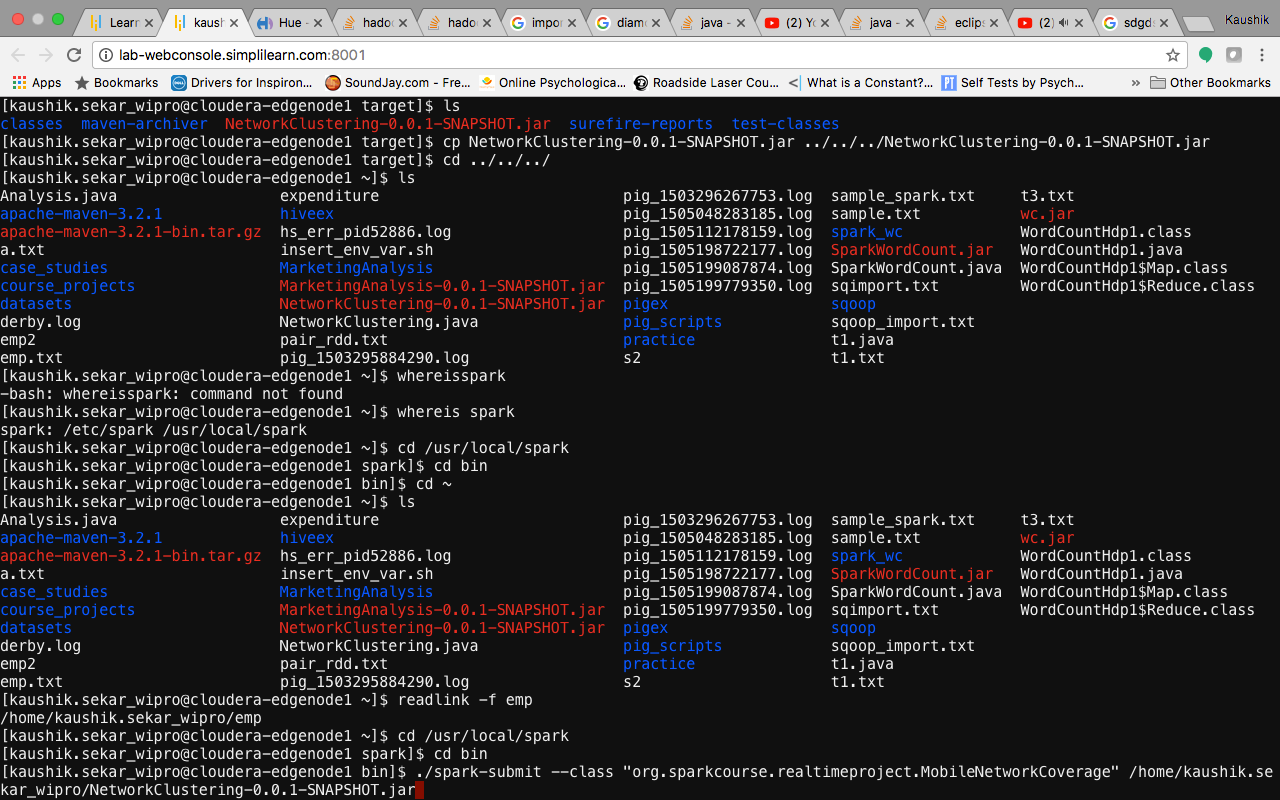 Learn
kaush
Hue -
hadoo
hadoo
impor
diamo
java -
(2) Yo
java -
eclips
(2)
sdgds
Kaushik
lab-webconsole.simplilearn.com:8001
Apps Bookmarks Drivers for Inspiron... SoundJay.com - Fre... Online Psychologica... Roadside Laser Cou... What is a Constant?... Self Tests by Psych... » Other Bookmarks
[kaushik.sekar_wipro@cloudera-edgenode1 target]$ ls
classes maven-archiver NetworkClustering-0.0.1-SNAPSHOT.jar surefire-reports test-classes
[kaushik.sekar_wipro@cloudera-edgenode1 target]$ cp NetworkClustering-0.0.1-SNAPSHOT.jar ../../../NetworkClustering-0.0.1-SNAPSHOT.jar
[kaushik.sekar_wipro@cloudera-edgenode1 target]$ cd ../../../
[kaushik.sekar_wipro@cloudera-edgenode1 ~]$ ls
Analysis.java expenditure pig_1503296267753.log sample_spark.txt t3.txt
apache-maven-3.2.1 hiveex pig_1505048283185.log sample.txt wc.jar
apache-maven-3.2.1-bin.tar.gz hs_err_pid52886.log pig_1505112178159.log spark_wc WordCountHdp1.class
a.txt insert_env_var.sh pig_1505198722177.log SparkWordCount.jar WordCountHdp1.java
case_studies MarketingAnalysis pig_1505199087874.log SparkWordCount.java WordCountHdp1$Map.class
course_projects MarketingAnalysis-0.0.1-SNAPSHOT.jar pig_1505199779350.log sqimport.txt WordCountHdp1$Reduce.class
datasets NetworkClustering-0.0.1-SNAPSHOT.jar pigex sqoop
derby.log NetworkClustering.java pig_scripts sqoop_import.txt
emp2 pair_rdd.txt practice t1.java
emp.txt pig_1503295884290.log s2 t1.txt
[kaushik.sekar_wipro@cloudera-edgenode1 ~]$ whereisspark
-bash: whereisspark: command not found
[kaushik.sekar_wipro@cloudera-edgenode1 ~]$ whereis spark
spark: /etc/spark /usr/local/spark
[kaushik.sekar_wipro@cloudera-edgenode1 ~]$ cd /usr/local/spark
[kaushik.sekar_wipro@cloudera-edgenode1 spark]$ cd bin
[kaushik.sekar_wipro@cloudera-edgenode1 bin]$ cd ~
[kaushik.sekar_wipro@cloudera-edgenode1 ~]$ ls
Analysis.java expenditure pig_1503296267753.log sample_spark.txt t3.txt
apache-maven-3.2.1 hiveex pig_1505048283185.log sample.txt wc.jar
apache-maven-3.2.1-bin.tar.gz hs_err_pid52886.log pig_1505112178159.log spark_wc WordCountHdp1.class
a.txt insert_env_var.sh pig_1505198722177.log SparkWordCount.jar WordCountHdp1.java
case_studies MarketingAnalysis pig_1505199087874.log SparkWordCount.java WordCountHdp1$Map.class
course_projects MarketingAnalysis-0.0.1-SNAPSHOT.jar pig_1505199779350.log sqimport.txt WordCountHdp1$Reduce.class
datasets NetworkClustering-0.0.1-SNAPSHOT.jar pigex sqoop
derby.log NetworkClustering.java pig_scripts sqoop_import.txt
emp2 pair_rdd.txt practice t1.java
emp.txt pig_1503295884290.log s2 t1.txt
[kaushik.sekar_wipro@cloudera-edgenode1 ~]$ readlink -f emp
/home/kaushik.sekar_wipro/emp
[kaushik.sekar_wipro@cloudera-edgenode1 ~]$ cd /usr/local/spark
[kaushik.sekar_wipro@cloudera-edgenode1 spark]$ cd bin
[kaushik.sekar_wipro@cloudera-edgenode1 bin]$ ./spark-submit --class "org.sparkcourse.realtimeproject.MobileNetworkCoverage" /home/kaushik.se
kar_wipro/NetworkClustering-0.0.1-SNAPSHOT.jar